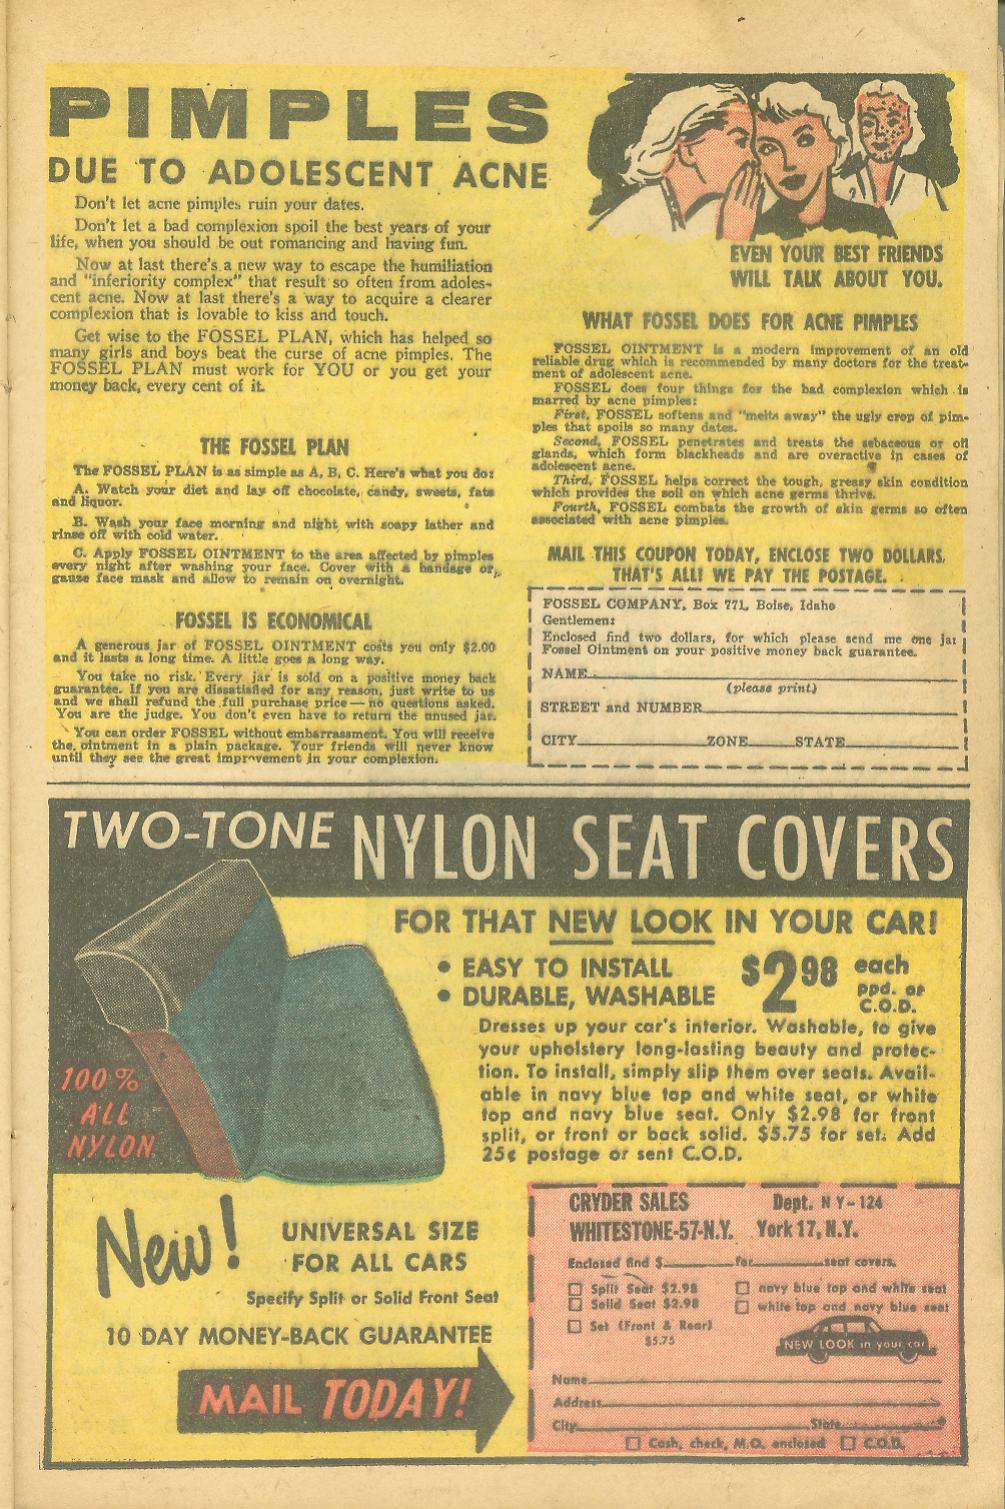 PIMPLES
DUE TO ADOLESCENT ACNE
Don't let acne pimples ruin your dates.
Don't let a bad complexion spoil the best years of your
life, when you should be out romancing and having fun.
Now at last there's a new way to escape the humiliation
and "inferiority complex" that result so often from adoles-
cent acne. Now at last there's a way to acquire a clearer
complexion that is lovable to kiss and touch.
Get wise to the FOSSEL PLAN, which has helped so
many girls and boys beat the curse of acne pimples. The
FOSSEL PLAN must work for YOU or you get your
money back, every cent of it.
THE FOSSEL PLAN
The FOSSEL PLAN is as simple as A, B, C. Here's what you do:
A. Watch your diet and lay off chocolate, candy, sweets, fats
and liquor.
B. Wash your face morning and night with soapy lather and
rinse off with cold water.
C. Apply FOSSEL OINTMENT to the area affected by pimples
every night after washing your face. Cover with a bandage or
gauze face mask and allow to remain on overnight.
FOSSEL IS ECONOMICAL
A generous jar of FOSSEL OINTMENT costs you only $2.00
and it lasts a long time. A little goes a long way.
You take no risk. Every jar is sold on a positive money back
guarantee. If you are dissatisfied for any reason, just write to us
and we shall refund the full purchase price — no questions asked.
You are the judge. You don't even have to return the unused jar.
You can order FOSSEL without embarrassment. You will receive
the ointment in a plain package. Your friends will never know
until they see the great improvement in your complexion.
EVEN YOUR BEST FRIENDS
WILL TALK ABOUT YOU.
WHAT FOSSEL DOES FOR ACNE PIMPLES
FOSSEL OINTMENT is a modern improvement of an old
reliable drug which is recommended by many doctors for the treat-
ment of adolescent acne.
FOSSEL does four things for the bad complexion which is
marred by acne pimples:
First, FOSSEL softens and "melts away" the ugly crop of pim-
ples that spoils so many dates.
Second, FOSSEL penetrates and treats the sebaceous or oil
glands, which form blackheads and are overactive in cases of
adolescent acne.
Third, FOSSEL helps correct the tough, greasy skin condition
which provides the soil on which acne germs thrive.
Fourth, FOSSEL combats the growth of skin germs so often
associated with acne pimples.
MAIL THIS COUPON TODAY, ENCLOSE TWO DOLLARS.
THAT'S ALL! WE PAY THE POSTAGE.
FOSSEL COMPANY, Box 771, Boise, Idaho
Gentlemen:
Enclosed find two dollars, for which please send me one jar
Fossel Ointment on your positive money back guarantee.
NAME
(please print)
STREET and NUMBER
CITY ZONE STATE
TWO-TONE NYLON SEAT COVERS
FOR THAT NEW LOOK IN YOUR CAR!
• EASY TO INSTALL
• DURABLE, WASHABLE
$2.98 each
ppd. or
C.O.D.
Dresses up your car's interior. Washable, to give
your upholstery long-lasting beauty and protec-
tion. To install, simply slip them over seats. Avail-
able in navy blue top and white seat, or white
top and navy blue seat. Only $2.98 for front
split, or front or back solid. $5.75 for set. Add
25¢ postage or sent C.O.D.
100%
ALL
NYLON
New!
UNIVERSAL SIZE
FOR ALL CARS
Specify Split or Solid Front Seat
10 DAY MONEY-BACK GUARANTEE
MAIL TODAY!
CRYDER SALES Dept. NY-124
WHITESTONE-57-N.Y. York 17, N.Y.
Enclosed find $ for seat covers.
Split Seat $2.98 navy blue top and white seat
Solid Seat $2.98 white top and navy blue seat
Set (Front & Rear)
$5.75
NEW LOOK in your car
Name
Address
City State
Cash, check, M.O. enclosed C.O.D.